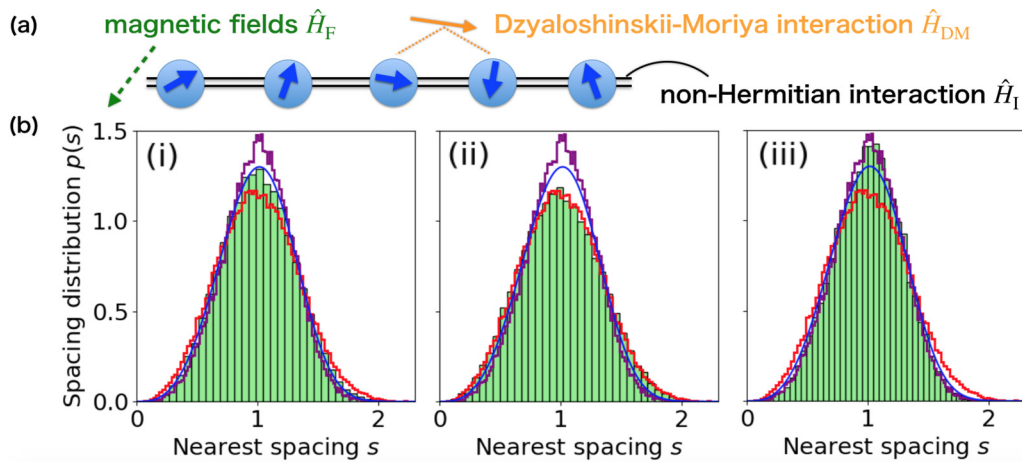 (a) magnetic fields Ĥ_F Dzyaloshinskii-Moriya interaction Ĥ_DM
non-Hermitian interaction Ĥ_I
(b)
Spacing distribution p(s)
1.5
1.0
0.5
0.0
(i) (ii) (iii)
0 1 2 0 1 2 0 1 2
Nearest spacing s Nearest spacing s Nearest spacing s